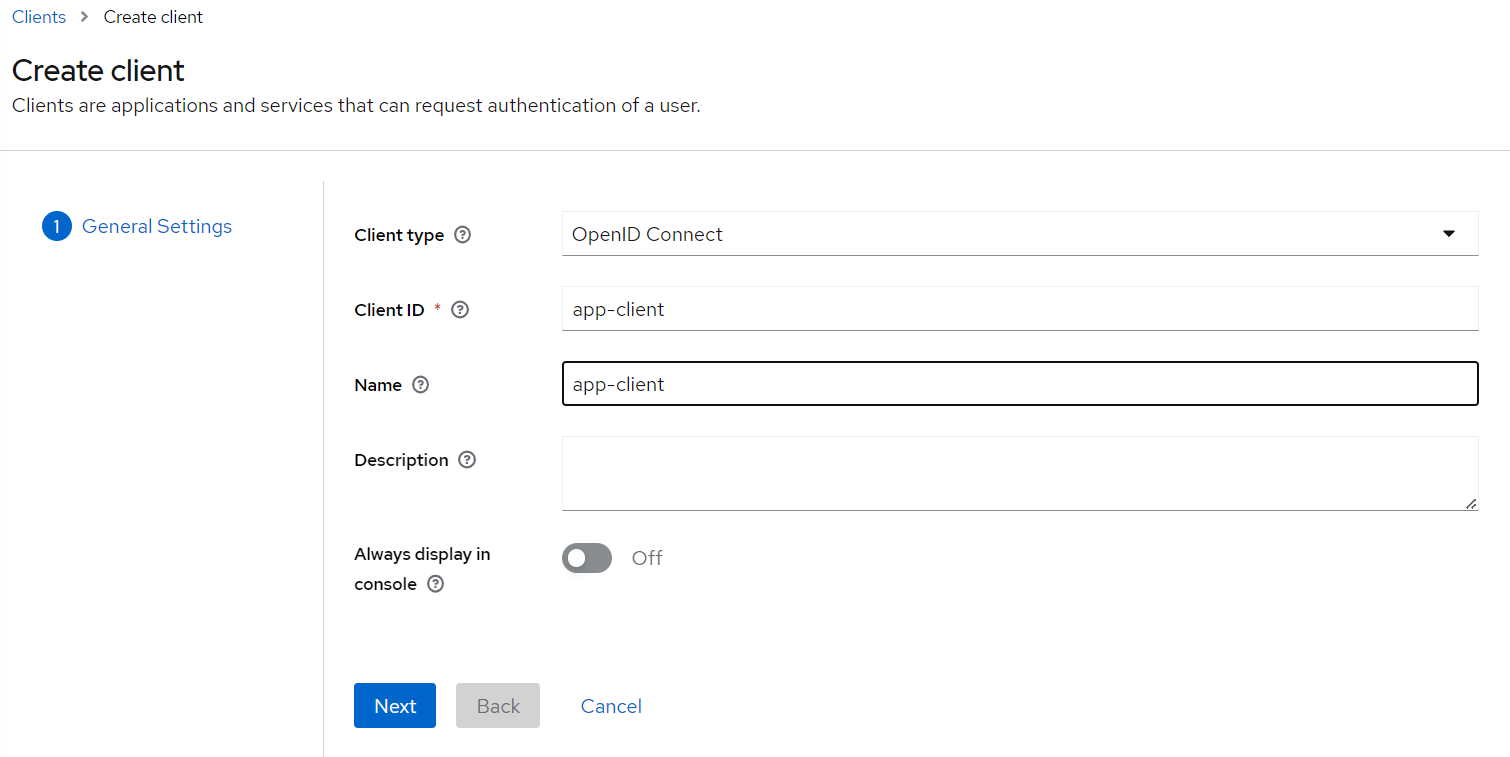 Clients > Create client
Create client
Clients are applications and services that can request authentication of a user.
1 General Settings
Client type ?
OpenID Connect
Client ID * ?
app-client
Name ?
app-client
Description ?
Always display in
console ?
Off
Next Back Cancel